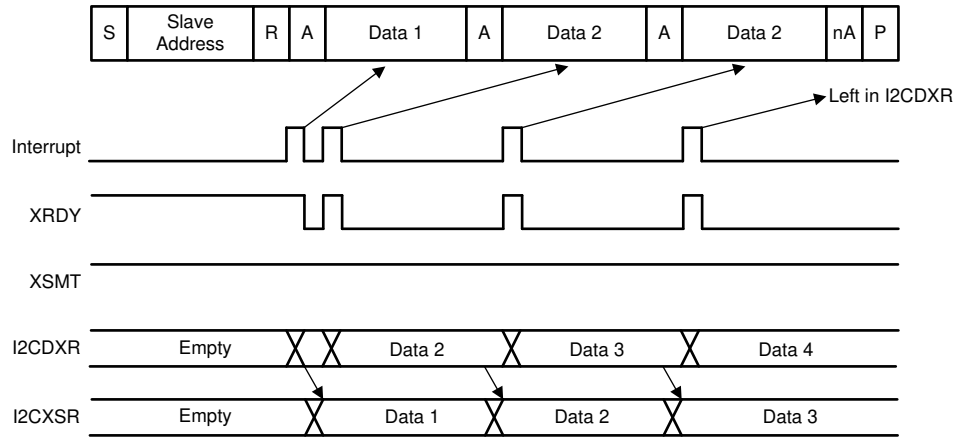 S Slave Address R A Data 1 A Data 2 A Data 2 nA P
Left in I2CDXR
Interrupt
XRDY
XSMT
I2CDXR Empty Data 2 Data 3 Data 4
I2CXSR Empty Data 1 Data 2 Data 3